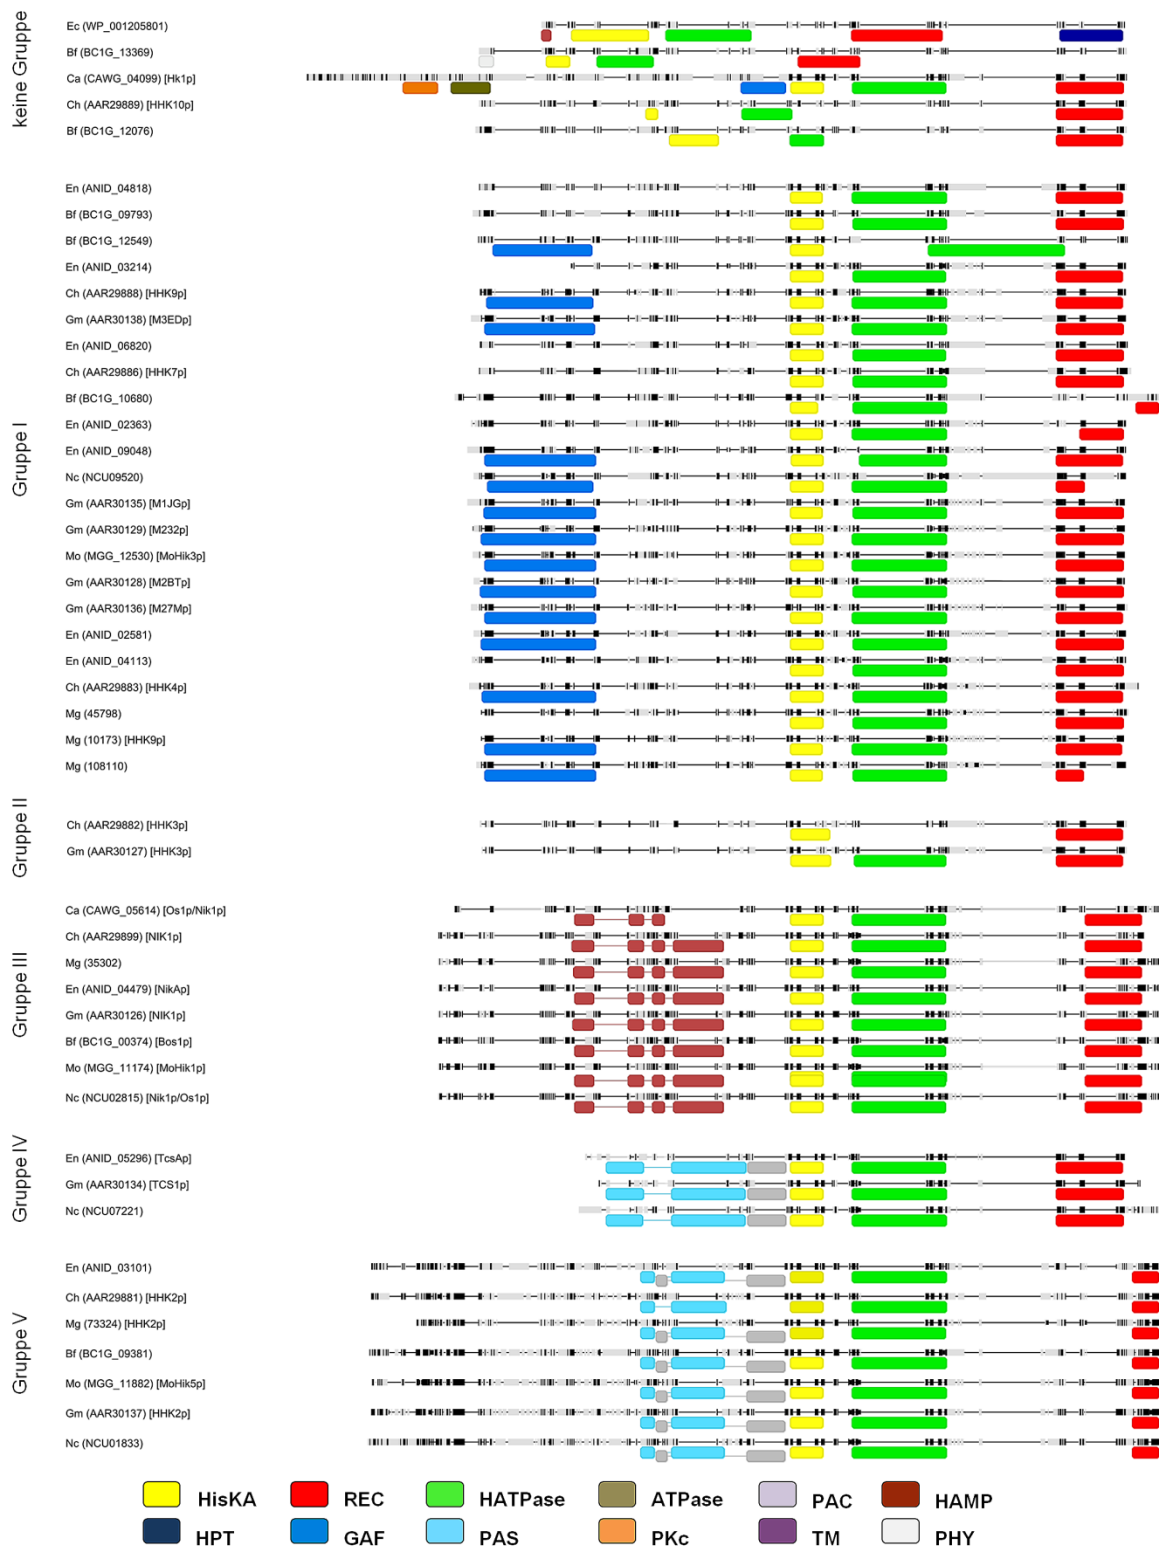 keine Gruppe
Ec (WP_001205801)
Bf (BC1G_13369)
Ca (CAWG_04099) [Hk1p]
Ch (AAR29889) [HHK10p]
Bf (BC1G_12076)
Gruppe I
En (ANID_04818)
Bf (BC1G_09793)
Bf (BC1G_12549)
En (ANID_03214)
Ch (AAR29888) [HHK9p]
Gm (AAR30138) [M3EDp]
En (ANID_06820)
Ch (AAR29886) [HHK7p]
Bf (BC1G_10680)
En (ANID_02363)
En (ANID_09048)
Nc (NCU09520)
Gm (AAR30135) [M1JGp]
Gm (AAR30129) [M232p]
Mo (MGG_12530) [MoHik3p]
Gm (AAR30128) [M2BTp]
Gm (AAR30136) [M27Mp]
En (ANID_02581)
En (ANID_04113)
Ch (AAR29883) [HHK4p]
Mg (45798)
Mg (10173) [HHK9p]
Mg (108110)
Gruppe II
Ch (AAR29882) [HHK3p]
Gm (AAR30127) [HHK3p]
Gruppe III
Ca (CAWG_05614) [Os1p/Nik1p]
Ch (AAR29899) [NIK1p]
Mg (35302)
En (ANID_04479) [NikAp]
Gm (AAR30126) [NIK1p]
Bf (BC1G_00374) [Bos1p]
Mo (MGG_11174) [MoHik1p]
Nc (NCU02815) [Nik1p/Os1p]
Gruppe IV
En (ANID_05296) [TcsAp]
Gm (AAR30134) [TCS1p]
Nc (NCU07221)
Gruppe V
En (ANID_03101)
Ch (AAR29881) [HHK2p]
Mg (73324) [HHK2p]
Bf (BC1G_09381)
Mo (MGG_11882) [MoHik5p]
Gm (AAR30137) [HHK2p]
Nc (NCU01833)
HisKA REC HATPase ATPase PAC HAMP
HPT GAF PAS PKc TM PHY